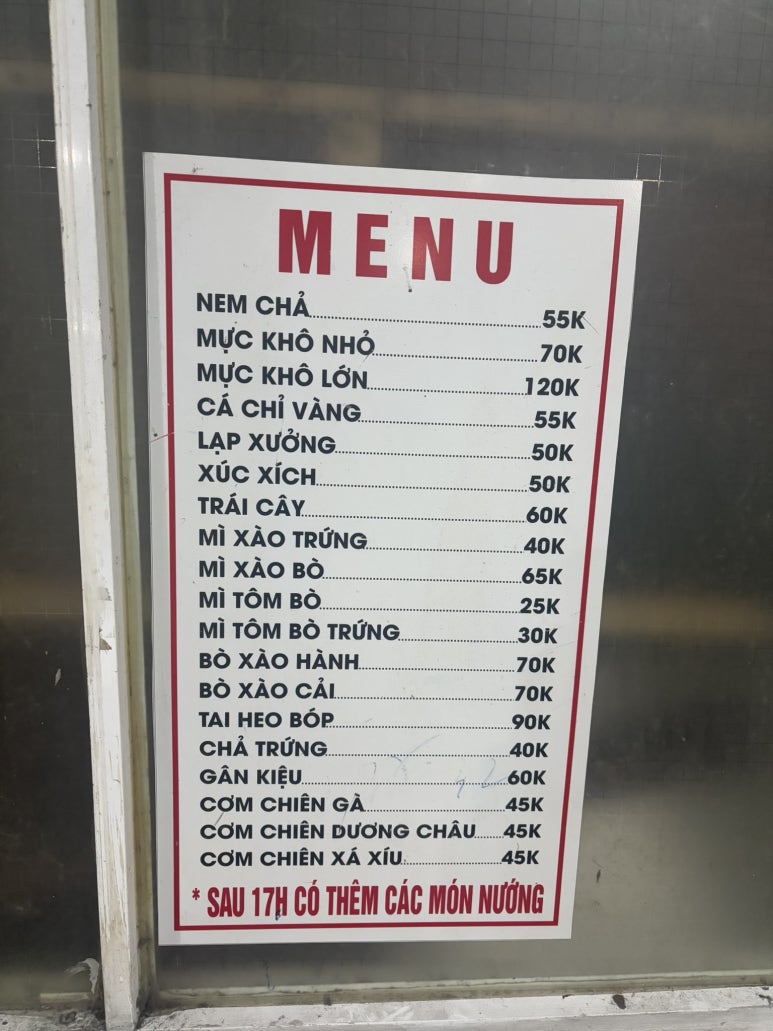 MENU
NEM CHẢ 55K
MỰC KHÔ NHỎ 70K
MỰC KHÔ LỚN 120K
CÁ CHỈ VÀNG 55K
LẠP XƯỞNG 50K
XÚC XÍCH 50K
TRÁI CÂY 60K
MÌ XÀO TRỨNG 40K
MÌ XÀO BÒ 65K
MÌ TÔM BÒ 25K
MÌ TÔM BÒ TRỨNG 30K
BÒ XÀO HÀNH 70K
BÒ XÀO CẢI 70K
TAI HEO BÓP 90K
CHẢ TRỨNG 40K
GÂN KIỆU 60K
CƠM CHIÊN GÀ 45K
CƠM CHIÊN DƯƠNG CHÂU 45K
CƠM CHIÊN XÁ XÍU 45K
* SAU 17H CÓ THÊM CÁC MÓN NƯỚNG